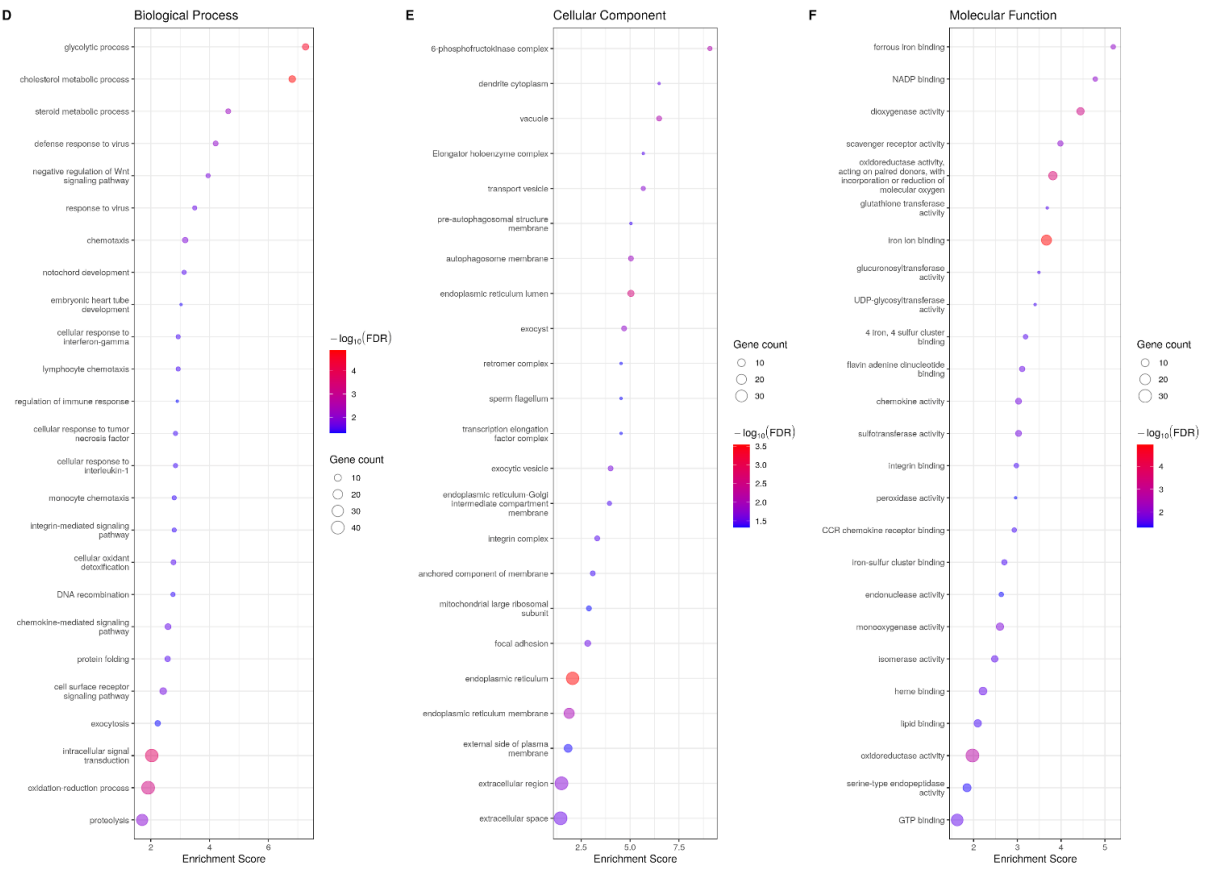 D
Biological Process
glycolytic process
cholesterol metabolic process
steroid metabolic process
defense response to virus
negative regulation of Wnt
signaling pathway
response to virus
chemotaxis
notochord development
embryonic heart tube
development
cellular response to
interferon-gamma
lymphocyte chemotaxis
regulation of immune response
cellular response to tumor
necrosis factor
cellular response to
interleukin-1
monocyte chemotaxis
integrin-mediated signaling
pathway
cellular oxidant
detoxification
DNA recombination
chemokine-mediated signaling
pathway
protein folding
cell surface receptor
signaling pathway
exocytosis
intracellular signal
transduction
oxidation-reduction process
proteolysis
2 4 6
Enrichment Score
−log10(FDR)
4
3
2
Gene count
10
20
30
40
E
Cellular Component
6-phosphofructokinase complex
dendrite cytoplasm
vacuole
Elongator holoenzyme complex
transport vesicle
pre-autophagosomal structure
membrane
autophagosome membrane
endoplasmic reticulum lumen
exocyst
retromer complex
sperm flagellum
transcription elongation
factor complex
exocytic vesicle
endoplasmic reticulum-Golgi
intermediate compartment
membrane
integrin complex
anchored component of membrane
mitochondrial large ribosomal
subunit
focal adhesion
endoplasmic reticulum
endoplasmic reticulum membrane
external side of plasma
membrane
extracellular region
extracellular space
2.5 5.0 7.5
Enrichment Score
Gene count
10
20
30
−log10(FDR)
3.5
3.0
2.5
2.0
1.5
F
Molecular Function
ferrous iron binding
NADP binding
dioxygenase activity
scavenger receptor activity
oxidoreductase activity,
acting on paired donors, with
incorporation or reduction of
molecular oxygen
glutathione transferase
activity
iron ion binding
glucuronosyltransferase
activity
UDP-glycosyltransferase
activity
4 iron, 4 sulfur cluster
binding
flavin adenine dinucleotide
binding
chemokine activity
sulfotransferase activity
integrin binding
peroxidase activity
CCR chemokine receptor binding
iron-sulfur cluster binding
endonuclease activity
monooxygenase activity
isomerase activity
heme binding
lipid binding
oxidoreductase activity
serine-type endopeptidase
activity
GTP binding
2 3 4 5
Enrichment Score
Gene count
10
20
30
−log10(FDR)
4
3
2